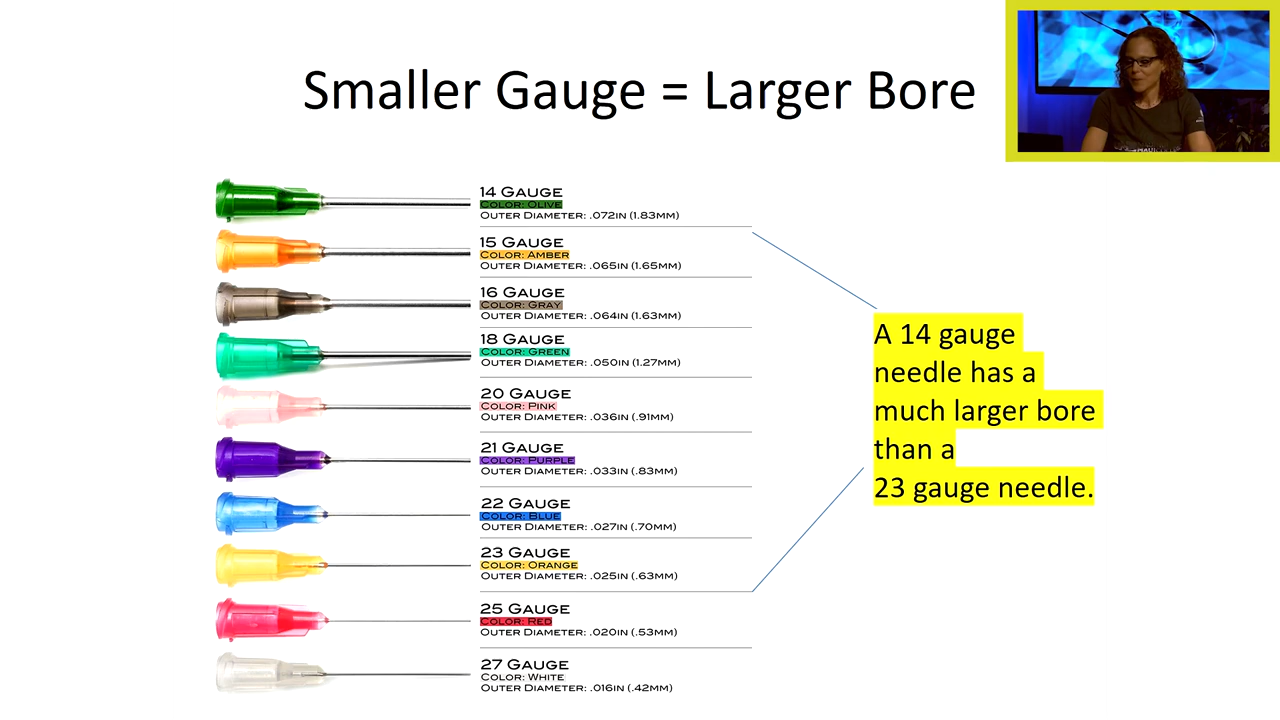 Smaller Gauge = Larger Bore
14 GAUGE
COLOR: OLIVE
OUTER DIAMETER: .072IN (1.83MM)
15 GAUGE
COLOR: AMBER
OUTER DIAMETER: .065IN (1.65MM)
16 GAUGE
COLOR: GRAY
OUTER DIAMETER: .064IN (1.63MM)
18 GAUGE
COLOR: GREEN
OUTER DIAMETER: .050IN (1.27MM)
20 GAUGE
COLOR: PINK
OUTER DIAMETER: .036IN (.91MM)
21 GAUGE
COLOR: PURPLE
OUTER DIAMETER: .033IN (.83MM)
22 GAUGE
COLOR: BLUE
OUTER DIAMETER: .027IN (.70MM)
23 GAUGE
COLOR: ORANGE
OUTER DIAMETER: .025IN (.63MM)
25 GAUGE
COLOR: RED
OUTER DIAMETER: .020IN (.53MM)
27 GAUGE
COLOR: WHITE
OUTER DIAMETER: .016IN (.42MM)
A 14 gauge
needle has a
much larger bore
than a
23 gauge needle.